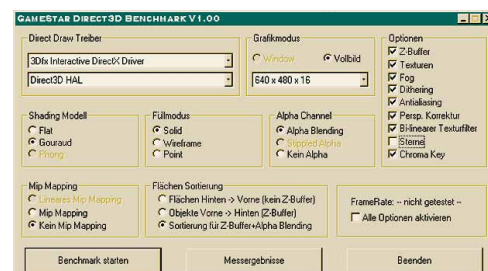 GAMESTAR DIRECT3D BENCHMARK V1.00
Direct Draw Treiber
3Dfx Interactive DirectX Driver
Direct3D HAL
Grafikmodus
Window
Vollbild
640 x 480 x 16
Optionen
Z-Buffer
Texturen
Fog
Dithering
Antialiasing
Persp. Korrektur
Bi-linearer Texturfilter
Sterne
Chroma Key
Shading Modell
Flat
Gouraud
Phong
Füllmodus
Solid
Wireframe
Point
Alpha Channel
Alpha Blending
Stippled Alpha
Kein Alpha
Mip Mapping
Lineares Mip Mapping
Mip Mapping
Kein Mip Mapping
Flächen Sortierung
Flächen Hinten -> Vorne (kein Z-Buffer)
Objekte Vorne -> Hinten (Z-Buffer)
Sortierung für Z-Buffer+Alpha Blending
FrameRate: -- nicht getestet --
Alle Optionen aktivieren
Benchmark starten
Messergebnisse
Beenden